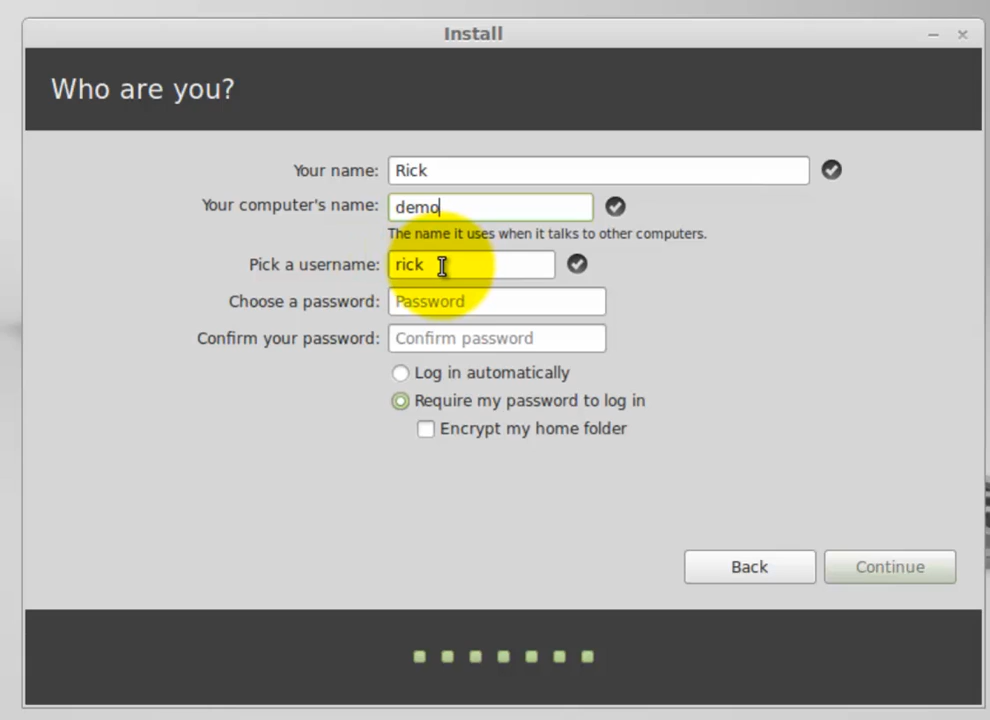 Install
Who are you?
Your name: Rick
Your computer's name: demo
The name it uses when it talks to other computers.
Pick a username: rick
Choose a password: Password
Confirm your password: Confirm password
Log in automatically
Require my password to log in
Encrypt my home folder
Back Continue